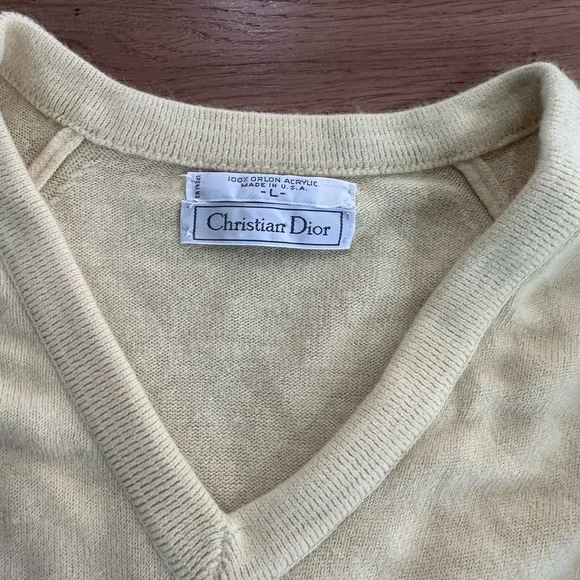 100% ORLON ACRYLIC
MADE IN U.S.A.
- L -
Christian Dior